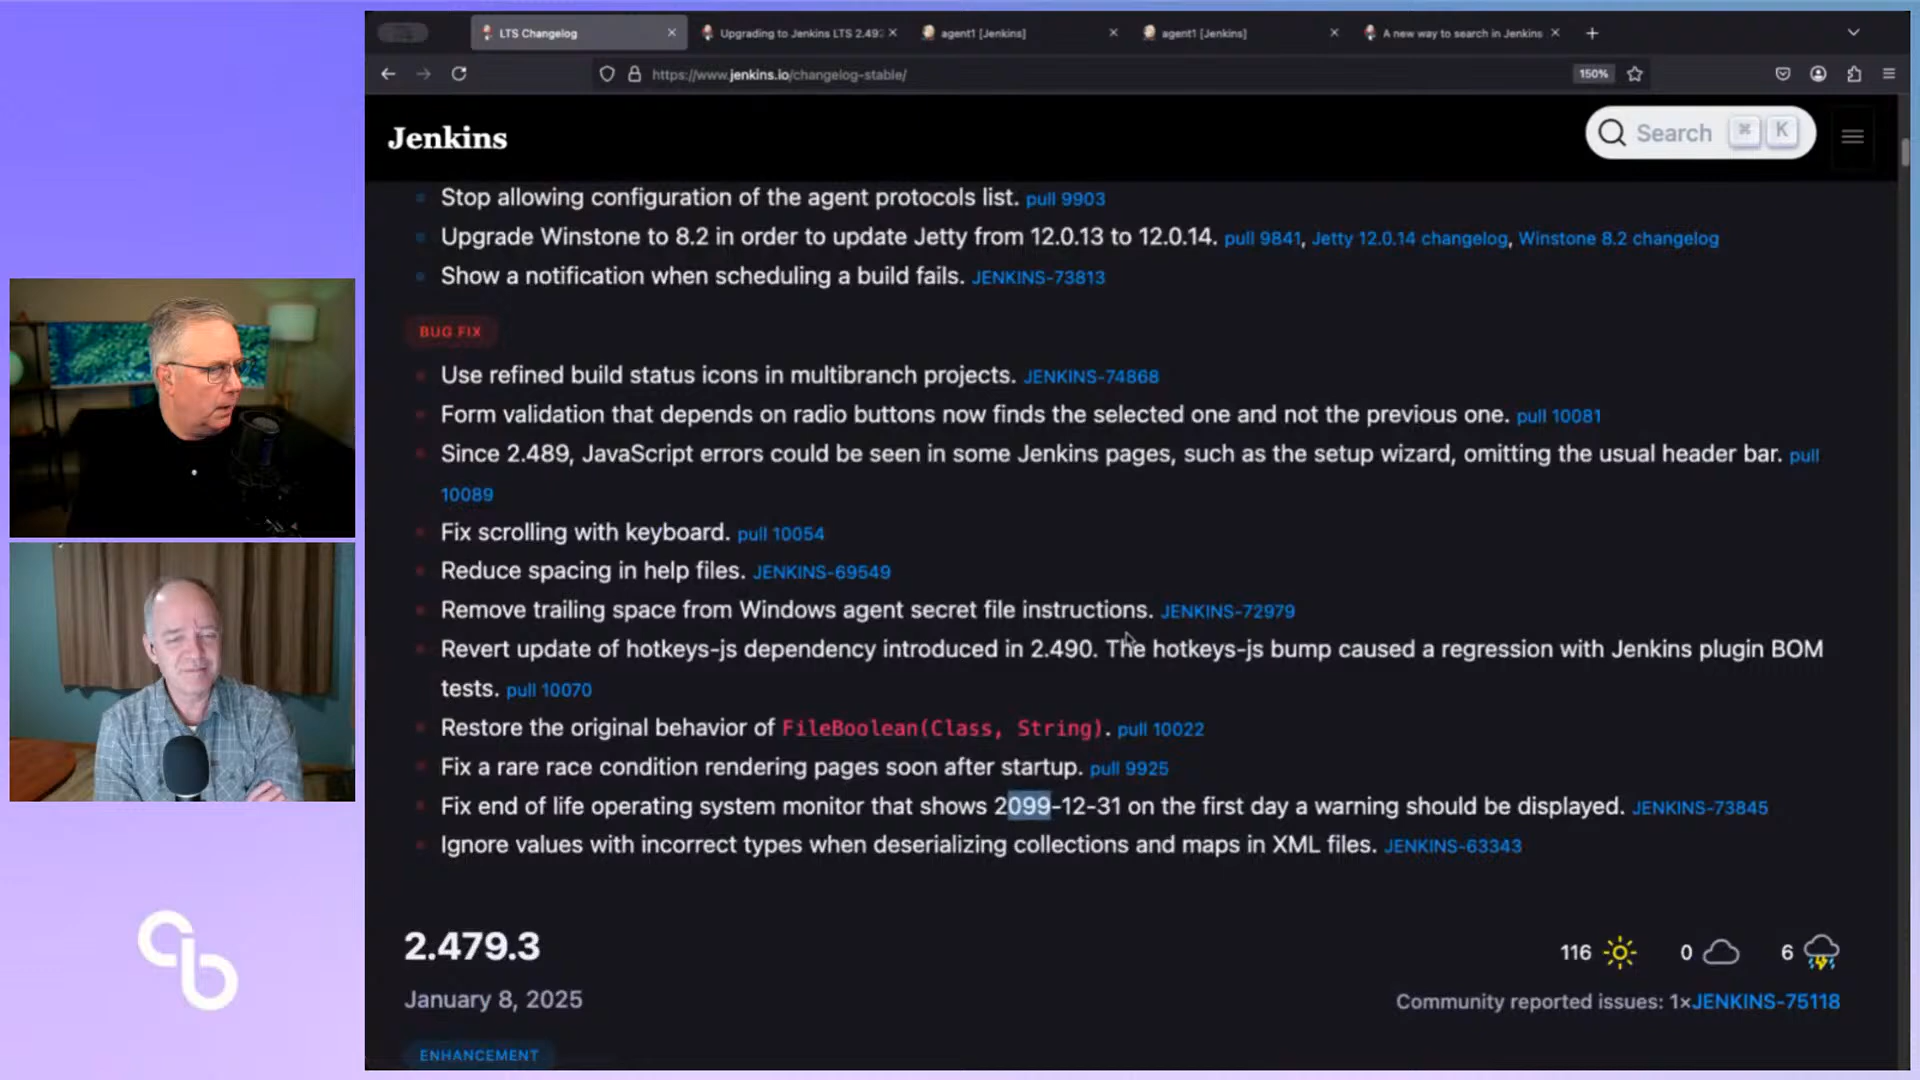 LTS Changelog
Upgrading to Jenkins LTS 2.492
agent1 [Jenkins]
agent1 [Jenkins]
A new way to search in Jenkins
https://www.jenkins.io/changelog-stable/
150%
Jenkins
Search ⌘ K
Stop allowing configuration of the agent protocols list. pull 9903
Upgrade Winstone to 8.2 in order to update Jetty from 12.0.13 to 12.0.14. pull 9841, Jetty 12.0.14 changelog, Winstone 8.2 changelog
Show a notification when scheduling a build fails. JENKINS-73813
BUG FIX
Use refined build status icons in multibranch projects. JENKINS-74868
Form validation that depends on radio buttons now finds the selected one and not the previous one. pull 10081
Since 2.489, JavaScript errors could be seen in some Jenkins pages, such as the setup wizard, omitting the usual header bar. pull
10089
Fix scrolling with keyboard. pull 10054
Reduce spacing in help files. JENKINS-69549
Remove trailing space from Windows agent secret file instructions. JENKINS-72979
Revert update of hotkeys-js dependency introduced in 2.490. The hotkeys-js bump caused a regression with Jenkins plugin BOM
tests. pull 10070
Restore the original behavior of FileBoolean(Class, String). pull 10022
Fix a rare race condition rendering pages soon after startup. pull 9925
Fix end of life operating system monitor that shows 2099-12-31 on the first day a warning should be displayed. JENKINS-73845
Ignore values with incorrect types when deserializing collections and maps in XML files. JENKINS-63343
2.479.3
116 0 6
January 8, 2025
Community reported issues: 1×JENKINS-75118
ENHANCEMENT